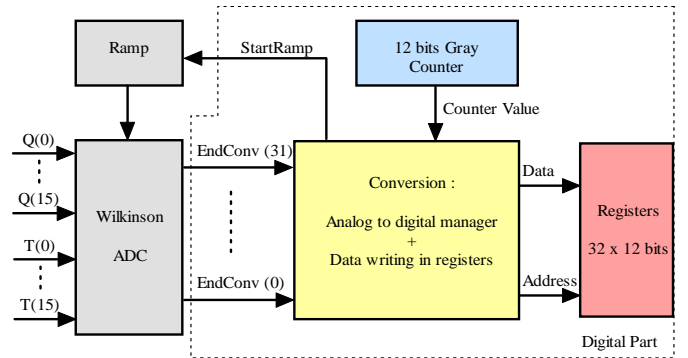 Ramp
StartRamp
12 bits Gray
Counter
Counter Value
Q(0)
Q(15)
T(0)
T(15)
Wilkinson
ADC
EndConv (31)
EndConv (0)
Conversion :
Analog to digital manager
+
Data writing in registers
Data
Address
Registers
32 x 12 bits
Digital Part